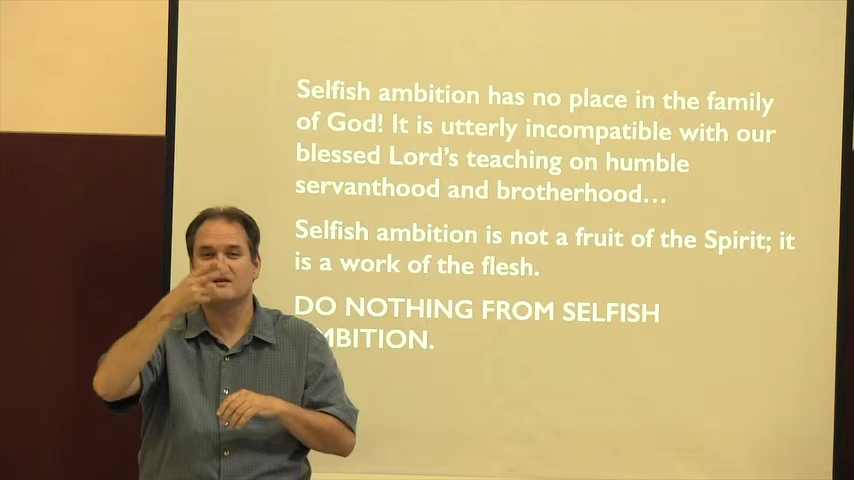 Selfish ambition has no place in the family
of God! It is utterly incompatible with our
blessed Lord's teaching on humble
servanthood and brotherhood…
Selfish ambition is not a fruit of the Spirit; it
is a work of the flesh.
DO NOTHING FROM SELFISH
MBITION.